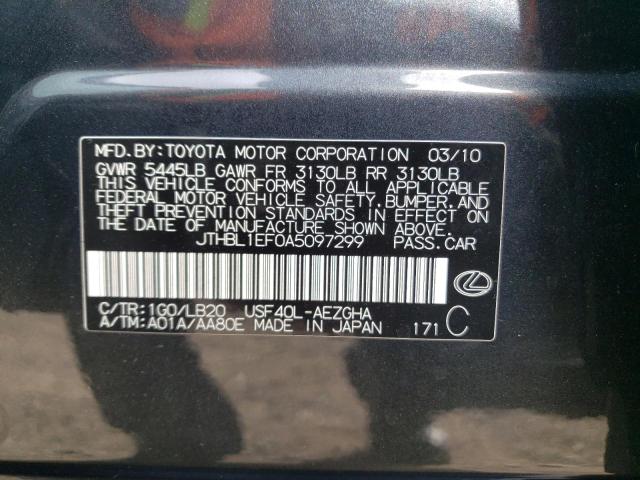 MFD.BY:TOYOTA MOTOR CORPORATION 03/10
GVWR 5445LB GAWR FR 3130LB RR 3130LB
THIS VEHICLE CONFORMS TO ALL APPLICABLE
FEDERAL MOTOR VEHICLE SAFETY,BUMPER,AND
THEFT PREVENTION STANDARDS IN EFFECT ON
THE DATE OF MANUFACTURE SHOWN ABOVE.
JTHBL1EF0A5097299 PASS.CAR
C/TR:1G0/LB20 USF40L-AEZGHA
A/TM:A01A/AA80E MADE IN JAPAN 171 C